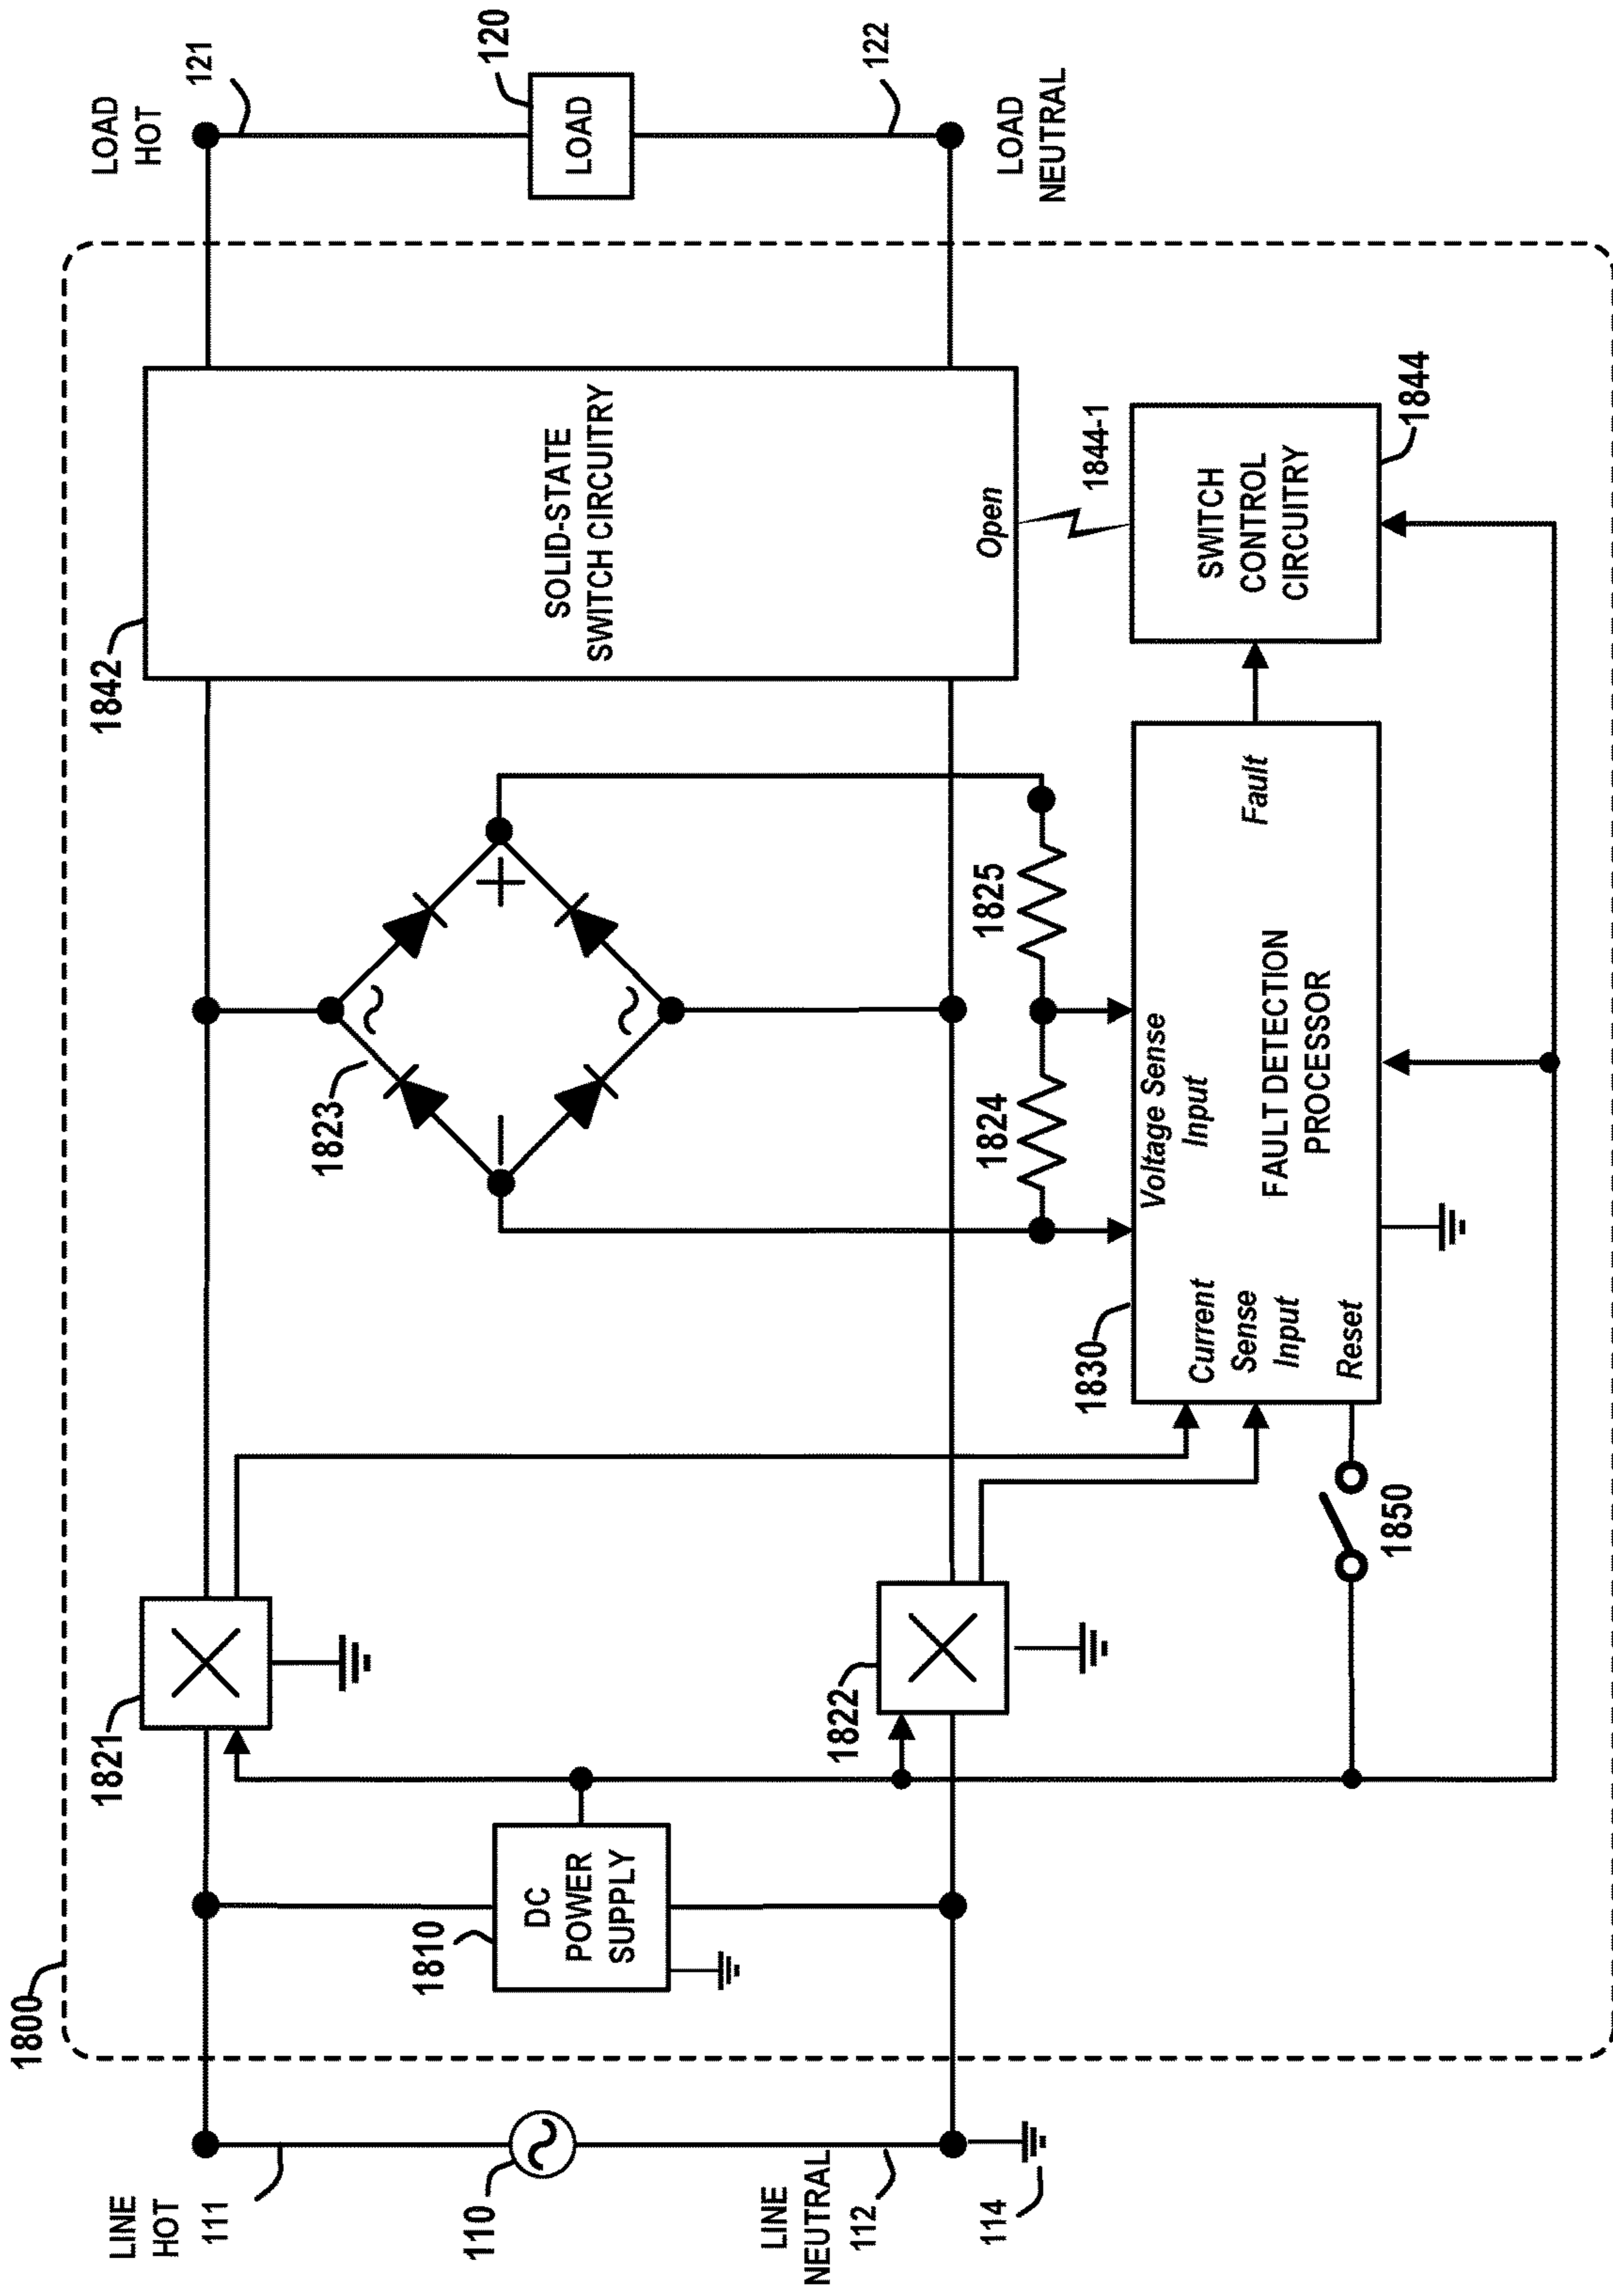 1800
LINE
HOT
111
110
LINE
NEUTRAL
112
114
1810
DC
POWER
SUPPLY
1821
1822
1823
1824
1825
1842
SOLID-STATE
SWITCH CIRCUITRY
Open
1844-1
1830
Current
Sense
Input
Reset
Voltage Sense
Input
FAULT DETECTION
PROCESSOR
Fault
1850
SWITCH
CONTROL
CIRCUITRY
1844
LOAD
HOT
121
120
LOAD
122
LOAD
NEUTRAL